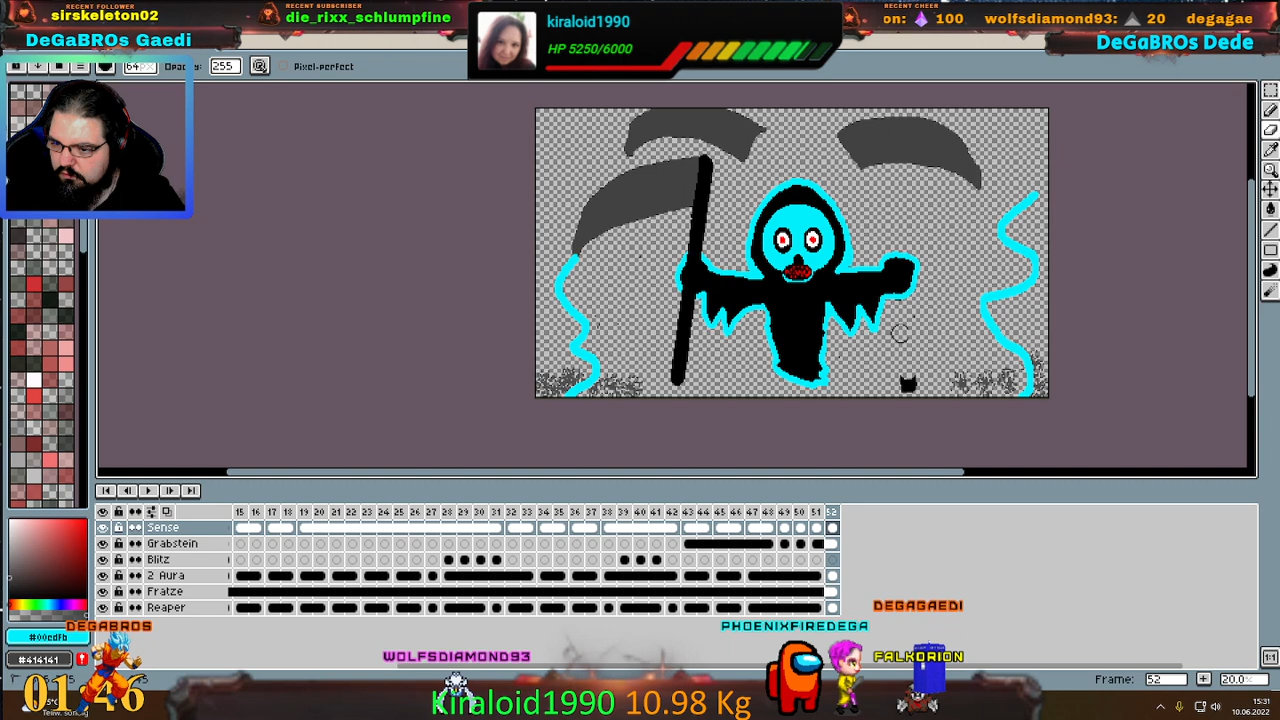 RECENT FOLLOWER
sirskeleton02
RECENT SUBSCRIBER
die_rixx_schlumpfine
DeGaBROs Gaedi
kiraloid1990
HP 5250/6000
RECENT CHEER
on: 100 wolfsdiamond93: 20 degagae
DeGaBROs Dede
64px Opacity: 255 Pixel-perfect
15 16 17 18 19 20 21 22 23 24 25 26 27 28 29 30 31 32 33 34 35 36 37 38 39 40 41 42 43 44 45 46 47 48 49 50 51 52
Sense
Grabstein
Blitz
2 Aura
Fratze
Reaper
#00edfb
#414141
DEGABROS
WOLFSDIAMOND93
PHOENIXFIREDEGA
DEGAGAEDI
FALKORION
01:46
Kiraloid1990 10.98 Kg
Frame: 52 20.0%
1:1
15:31
10.06.2022